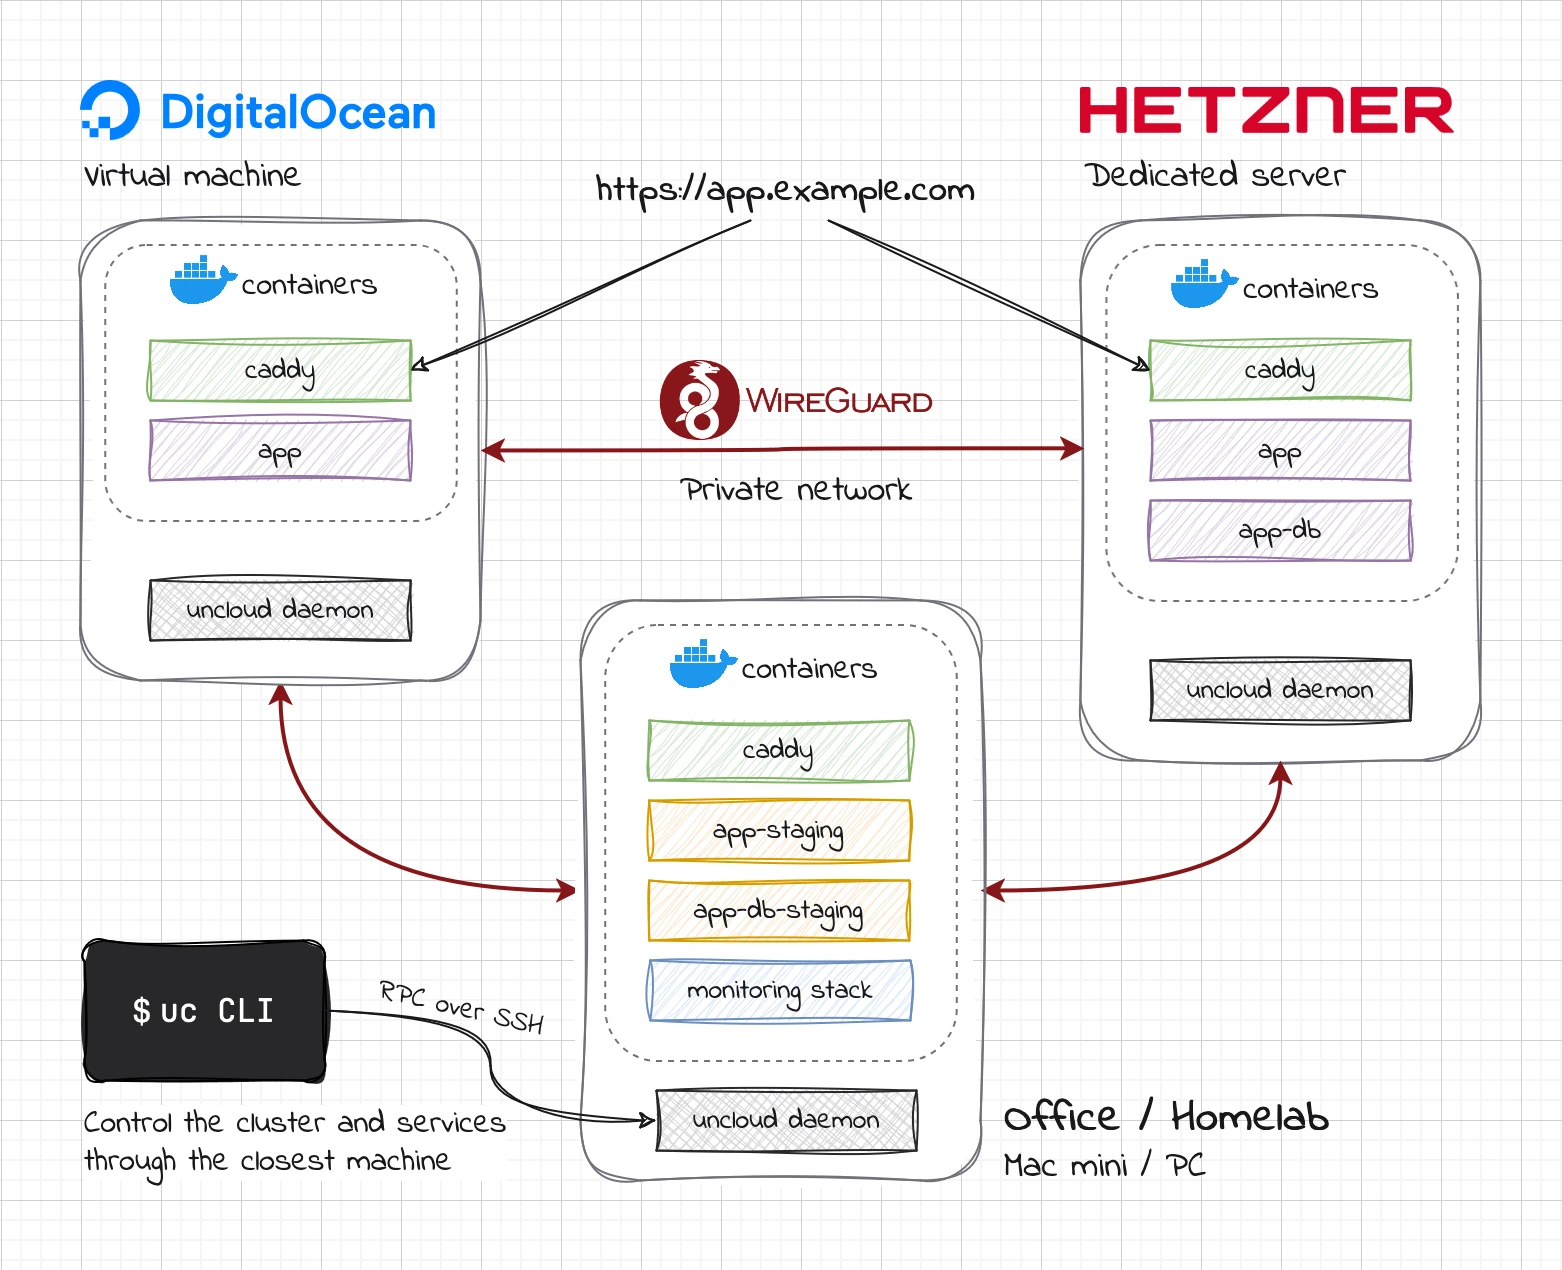 DigitalOcean
Virtual machine
containers
caddy
app
uncloud daemon
https://app.example.com
WIREGUARD
Private network
HETZNER
Dedicated server
containers
caddy
app
app-db
uncloud daemon
containers
caddy
app-staging
app-db-staging
monitoring stack
uncloud daemon
Office / Homelab
Mac mini / PC
$ uc CLI
RPC over SSH
Control the cluster and services
through the closest machine